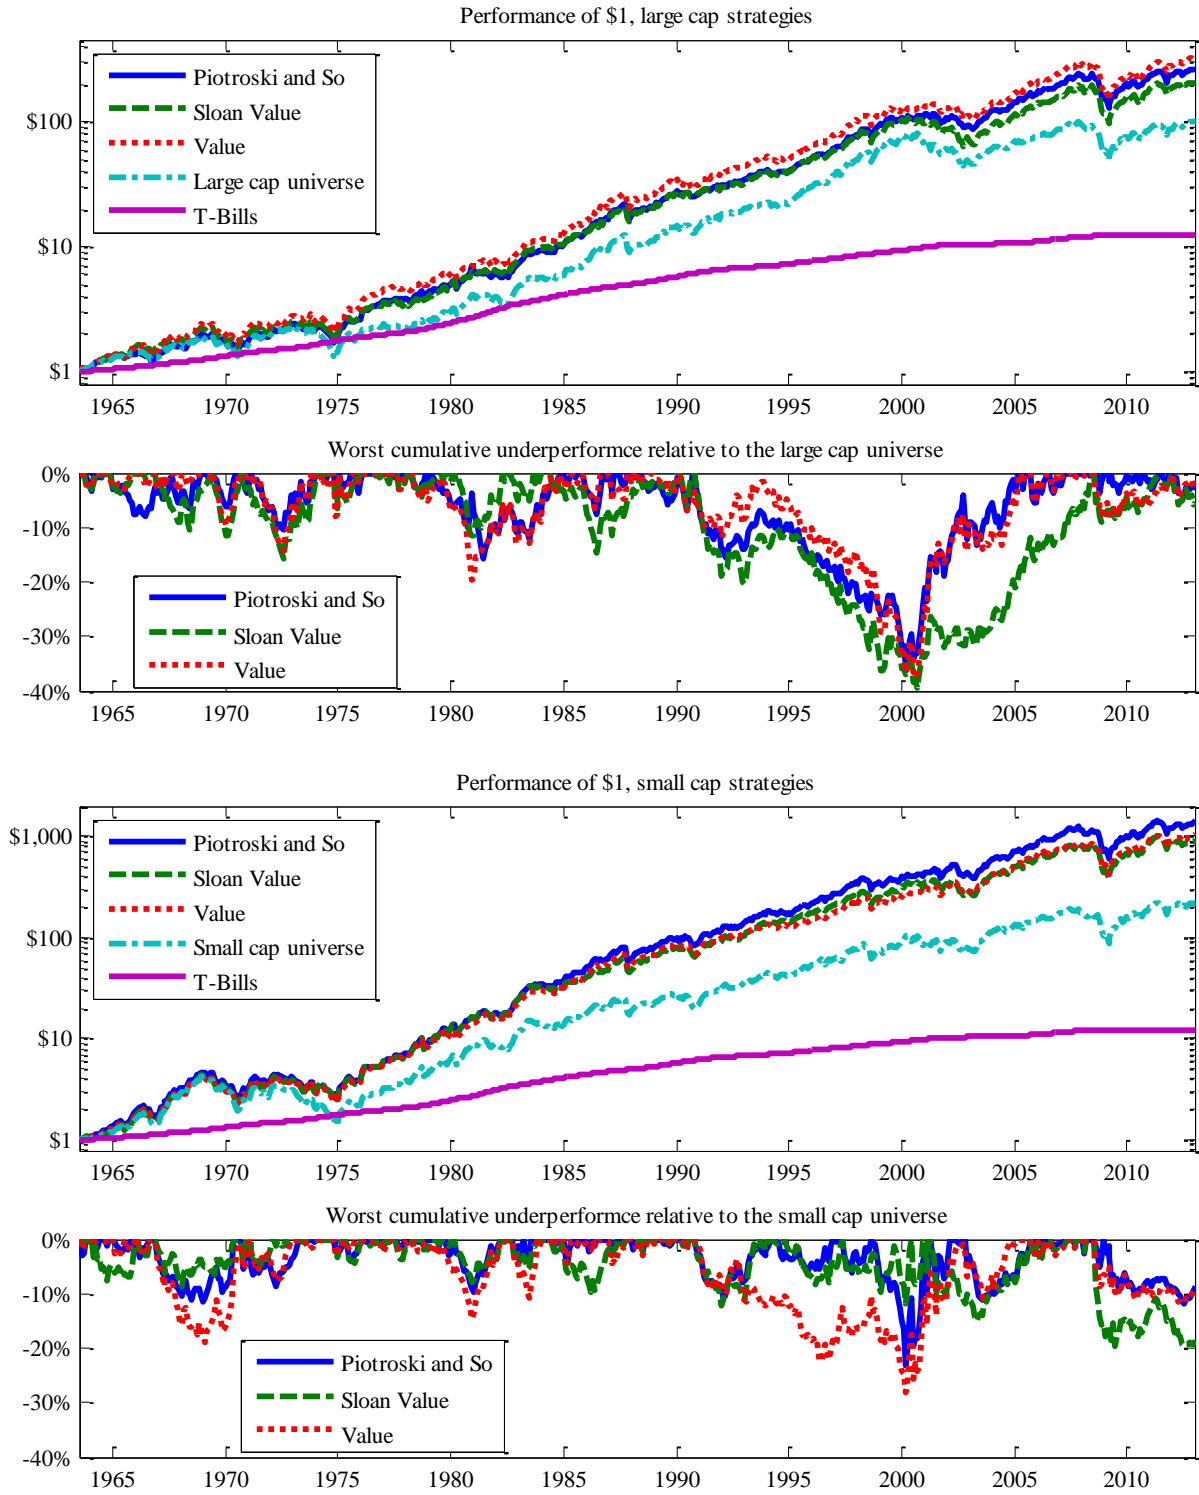 Performance of $1, large cap strategies
Piotroski and So
Sloan Value
Value
Large cap universe
T-Bills
$100
$10
$1
1965 1970 1975 1980 1985 1990 1995 2000 2005 2010
Worst cumulative underperformce relative to the large cap universe
0%
-10%
-20%
-30%
-40%
Piotroski and So
Sloan Value
Value
1965 1970 1975 1980 1985 1990 1995 2000 2005 2010
Performance of $1, small cap strategies
$1,000
$100
$10
$1
Piotroski and So
Sloan Value
Value
Small cap universe
T-Bills
1965 1970 1975 1980 1985 1990 1995 2000 2005 2010
Worst cumulative underperformce relative to the small cap universe
0%
-10%
-20%
-30%
-40%
Piotroski and So
Sloan Value
Value
1965 1970 1975 1980 1985 1990 1995 2000 2005 2010